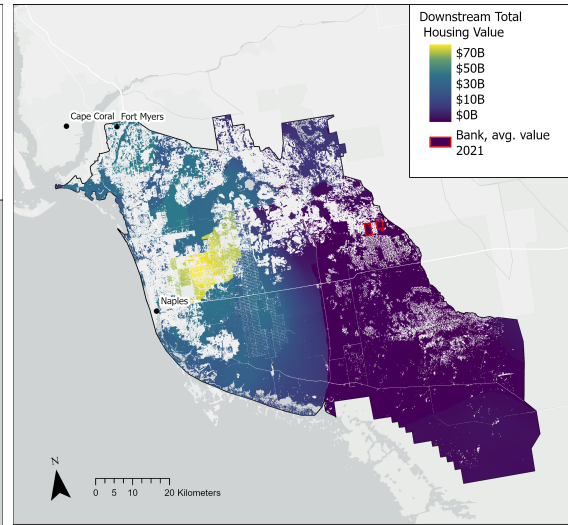 Downstream Total
Housing Value
$70B
$50B
$30B
$10B
$0B
Bank, avg. value
2021
Cape Coral
Fort Myers
Naples
N
0 5 10 20 Kilometers